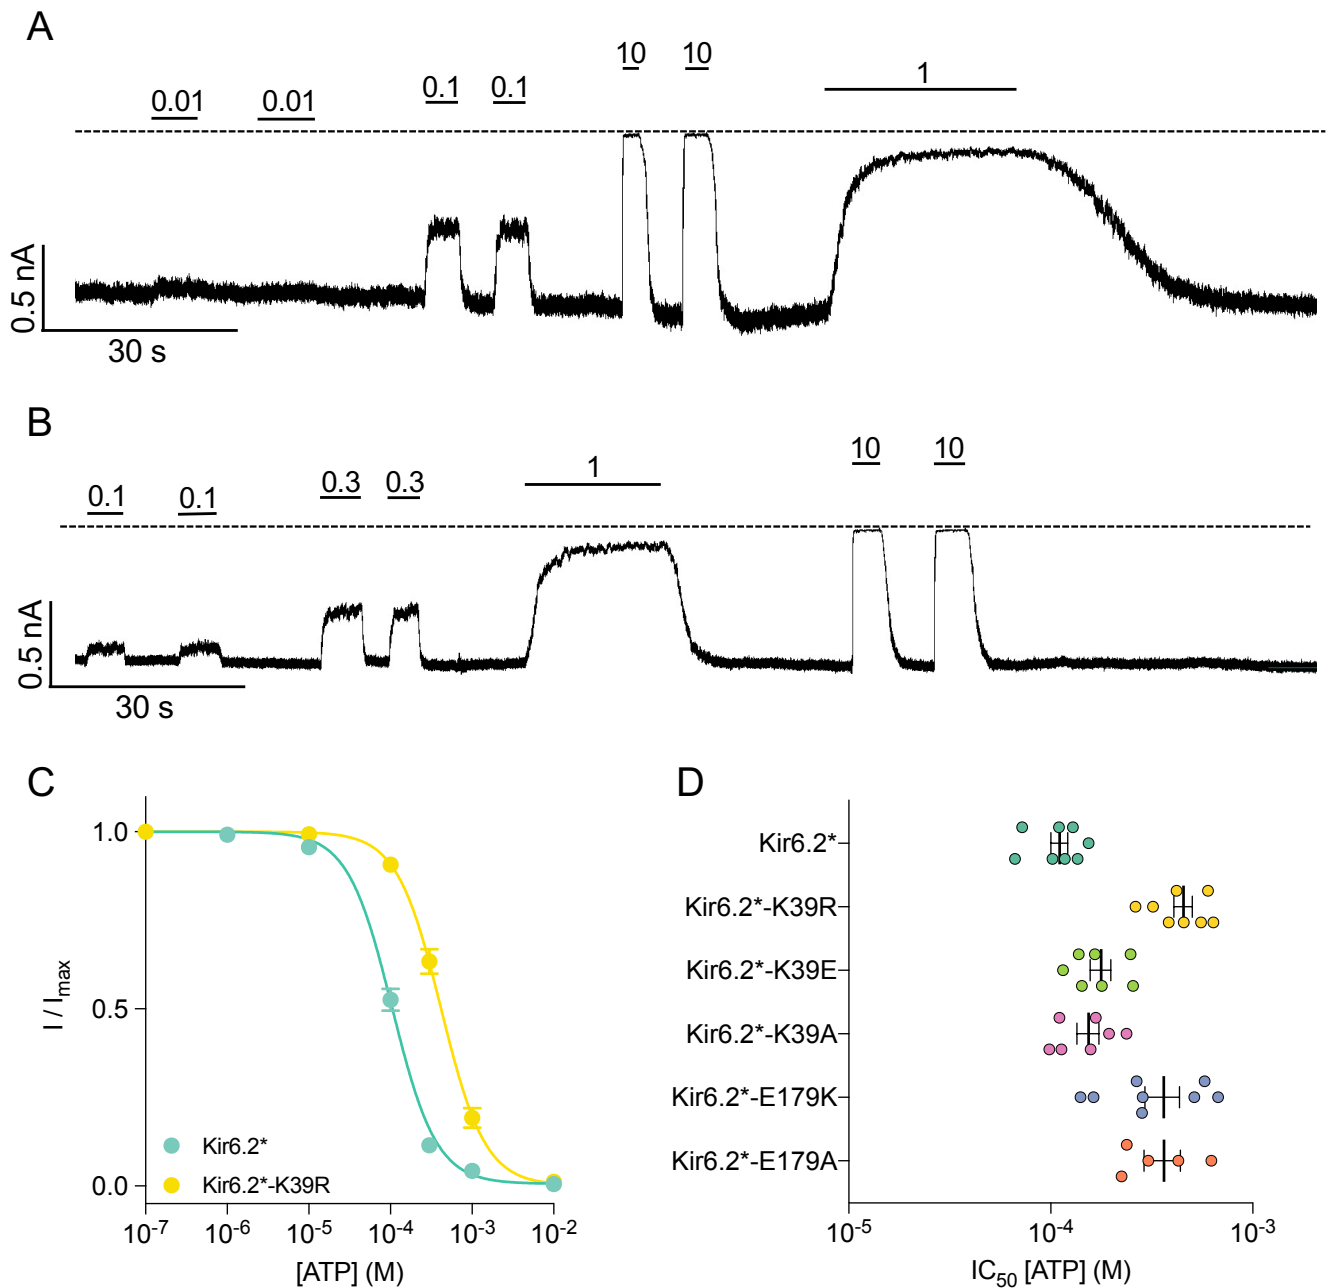 A
0.01
0.01
0.1
0.1
10
10
1
0.5 nA
30 s
B
0.1
0.1
0.3
0.3
1
10
10
0.5 nA
30 s
C
I / Imax
1.0
0.5
0.0
Kir6.2*
Kir6.2*-K39R
10-7
10-6
10-5
10-4
10-3
10-2
[ATP] (M)
D
Kir6.2*
Kir6.2*-K39R
Kir6.2*-K39E
Kir6.2*-K39A
Kir6.2*-E179K
Kir6.2*-E179A
10-5
10-4
10-3
IC50 [ATP] (M)